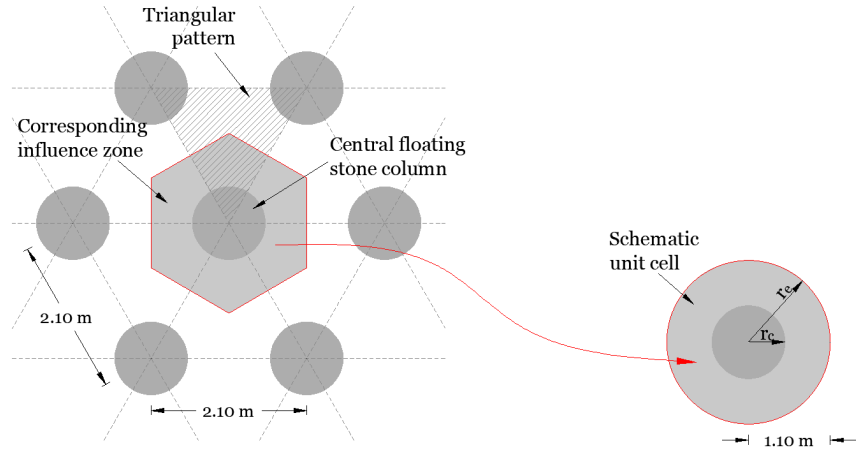 Triangular
pattern
Corresponding
influence zone
Central floating
stone column
2.10 m
2.10 m
Schematic
unit cell
re
rc
1.10 m